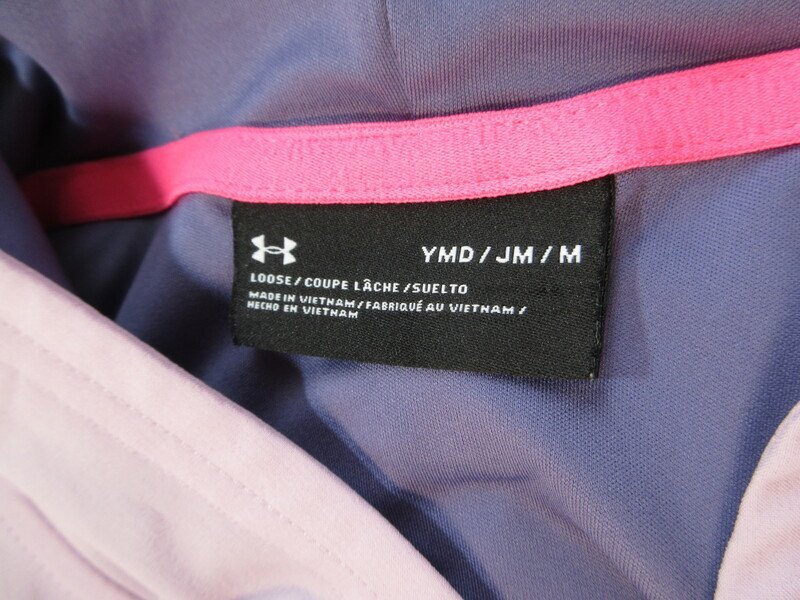 YMD / JM / M
LOOSE / COUPE LÂCHE / SUELTO
MADE IN VIETNAM / FABRIQUÉ AU VIETNAM /
HECHO EN VIETNAM